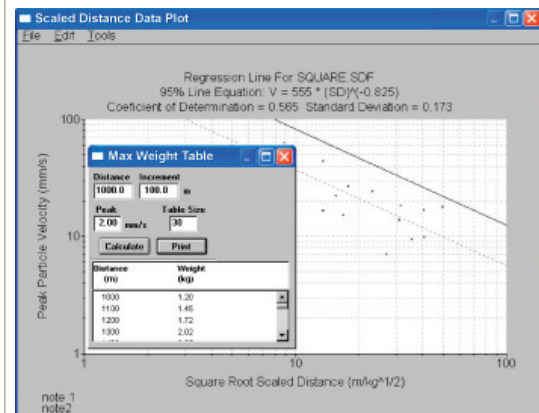 Scaled Distance Data Plot
File Edit Tools
Regression Line For SQUARE.SDF
95% Line Equation: V = 555 * (SD)^(-0.825)
Coeficient of Determination = 0.565 Standard Deviation = 0.173
100
Peak Particle Velocity (mm/s)
10
1
Max Weight Table
Distance Increment
1000.0 100.0 m
Peak Table Size
2.00 mm/s 30
Calculate Print
Distance Weight
(m) (kg)
1000 1.20
1100 1.45
1200 1.72
1300 2.02
1 10 100
Square Root Scaled Distance (m/kg^1/2)
note 1
note2